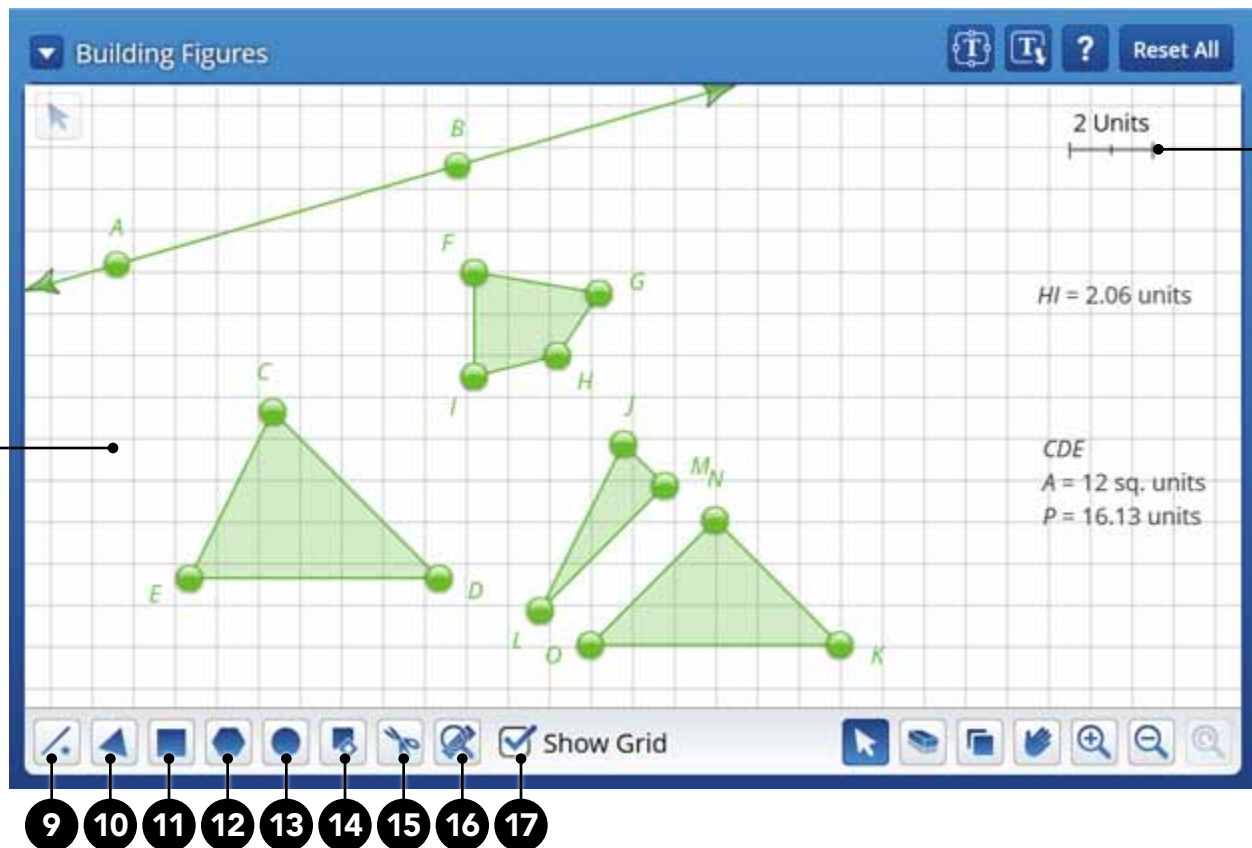 Building Figures
T T ? Reset All
2 Units
B
A
F
G
HI = 2.06 units
C
H
I
J
CDE
M N
A = 12 sq. units
P = 16.13 units
E
D
L
O
K
Show Grid
9 10 11 12 13 14 15 16 17